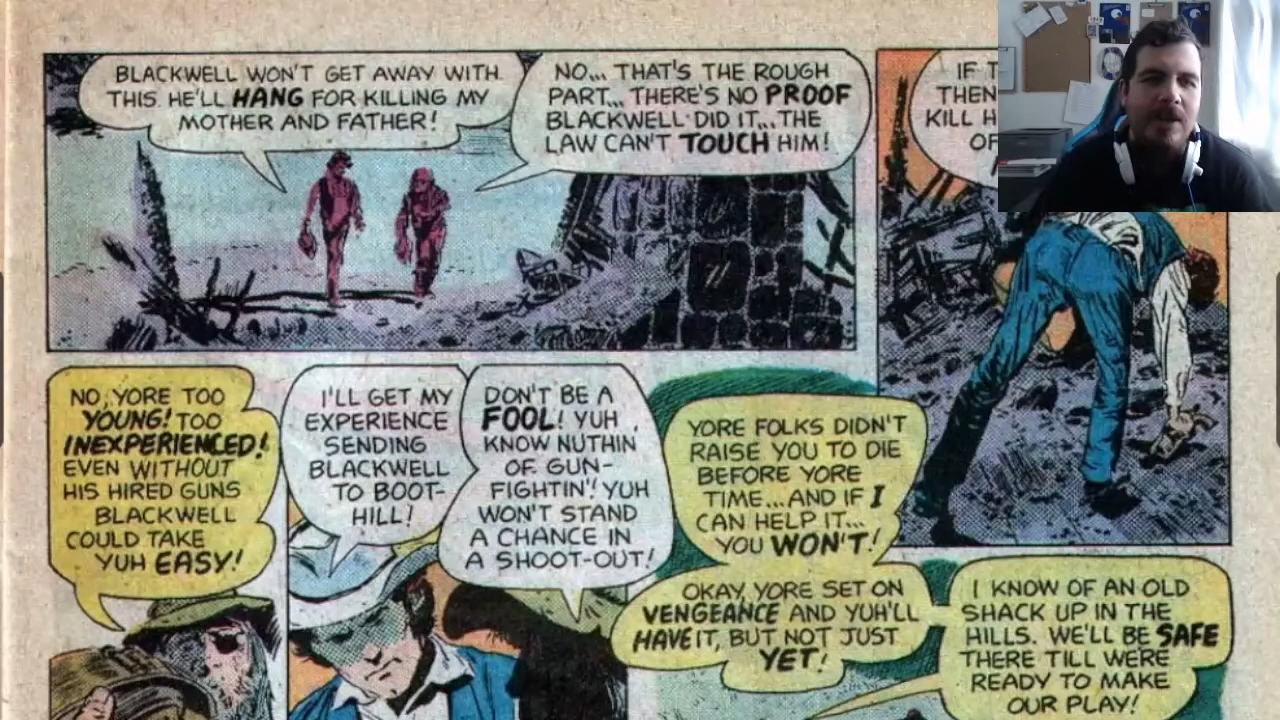 BLACKWELL WON'T GET AWAY WITH
THIS. HE'LL HANG FOR KILLING MY
MOTHER AND FATHER!
NO... THAT'S THE ROUGH
PART... THERE'S NO PROOF
BLACKWELL DID IT... THE
LAW CAN'T TOUCH HIM!
IF
THEN
KILL
NO, YORE TOO
YOUNG! TOO
INEXPERIENCED!
EVEN WITHOUT
HIS HIRED GUNS
BLACKWELL
COULD TAKE
YUH EASY!
I'LL GET MY
EXPERIENCE
SENDING
BLACKWELL
TO BOOT-
HILL!
DON'T BE A
FOOL! YUH
KNOW NUTHIN'
OF GUN-
FIGHTIN'! YUH
WON'T STAND
A CHANCE IN
A SHOOT-OUT!
YORE FOLKS DIDN'T
RAISE YOU TO DIE
BEFORE YORE
TIME... AND IF I
CAN HELP IT...
YOU WON'T!
OKAY, YORE SET ON
VENGEANCE AND YUH'LL
HAVE IT, BUT NOT JUST
YET!
I KNOW OF AN OLD
SHACK UP IN THE
HILLS. WE'LL BE SAFE
THERE TILL WE'RE
READY TO MAKE
OUR PLAY!